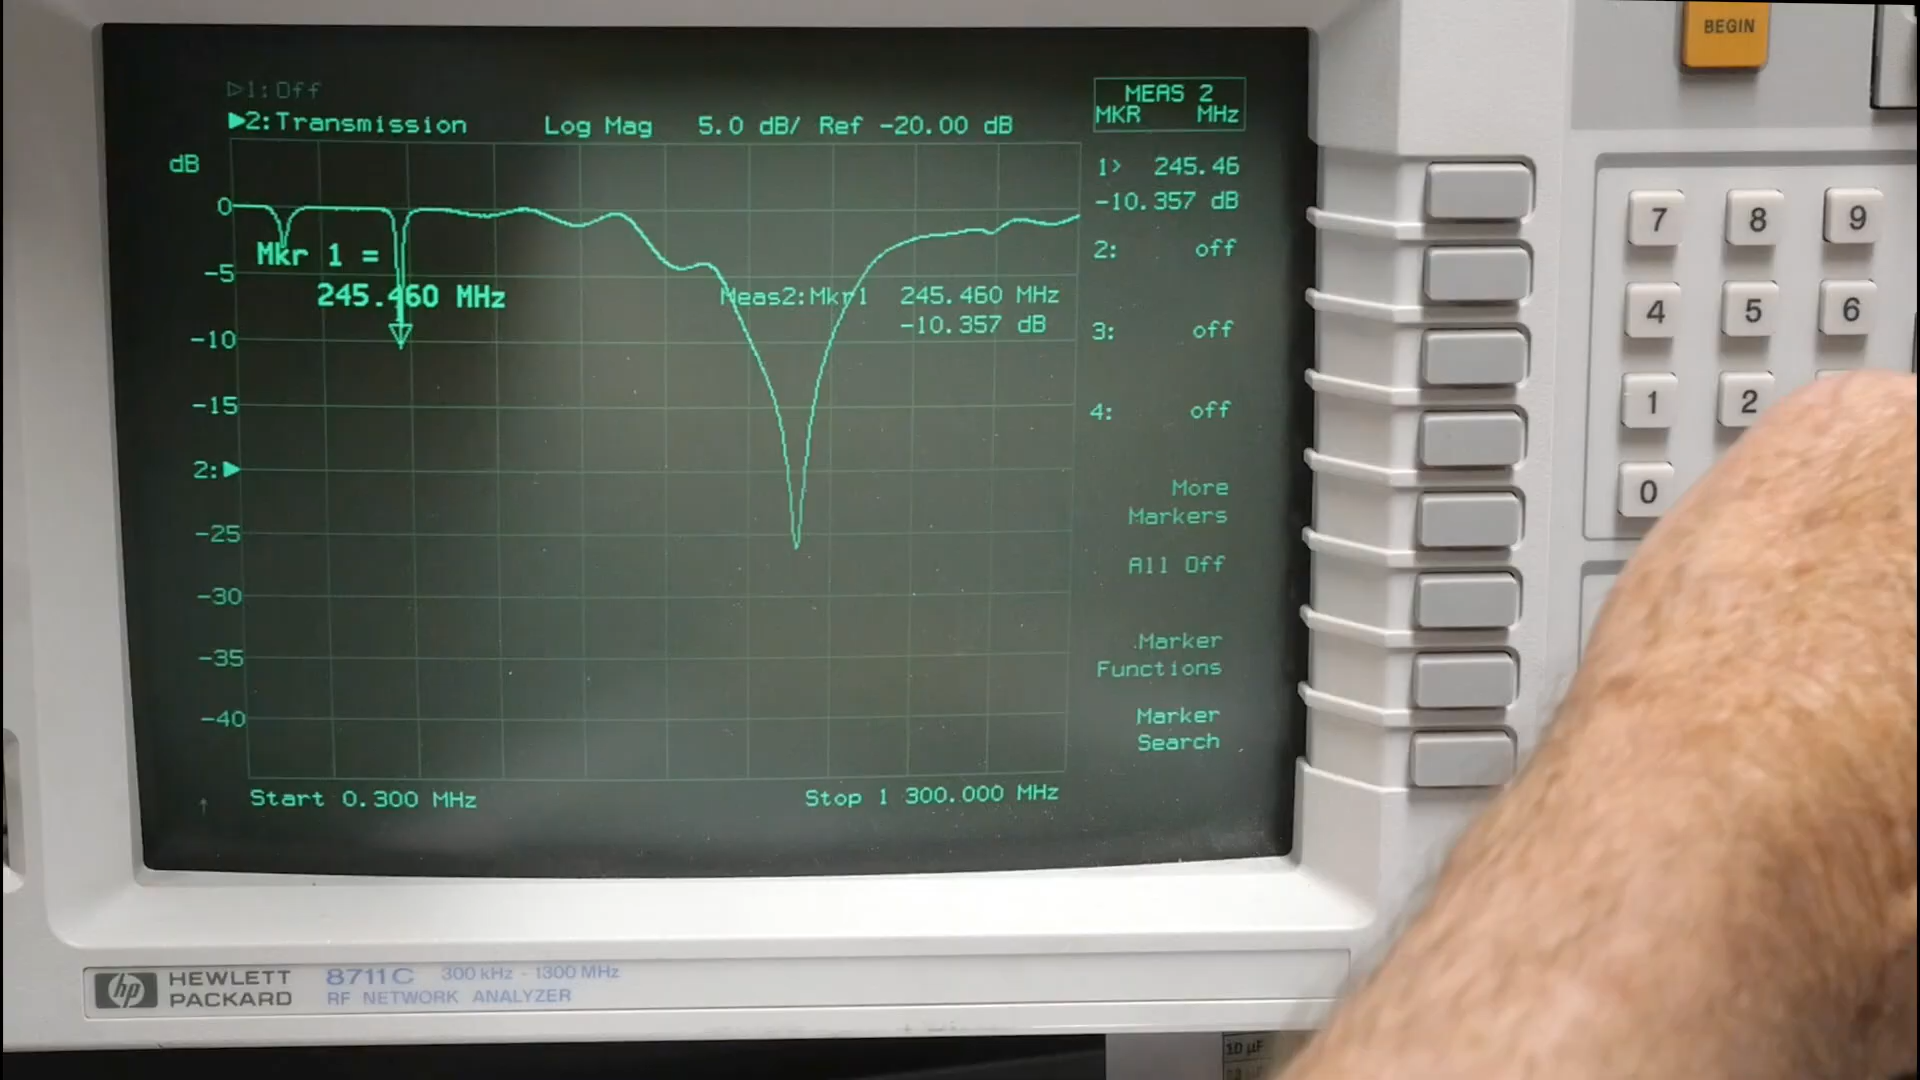 ▷1:Off
▶2:Transmission Log Mag 5.0 dB/ Ref -20.00 dB
dB
0
-5
-10
-15
2:▶
-25
-30
-35
-40
Mkr 1 =
245.460 MHz
1
Meas2:Mkr1 245.460 MHz
-10.357 dB
Start 0.300 MHz
Stop 1 300.000 MHz
MEAS 2
MKR MHz
1> 245.46
-10.357 dB
2: off
3: off
4: off
More
Markers
All Off
Marker
Functions
Marker
Search
BEGIN
7 8 9
4 5 6
1 2
0
hp HEWLETT PACKARD
8711C 300 kHz - 1300 MHz
RF NETWORK ANALYZER
10 µF